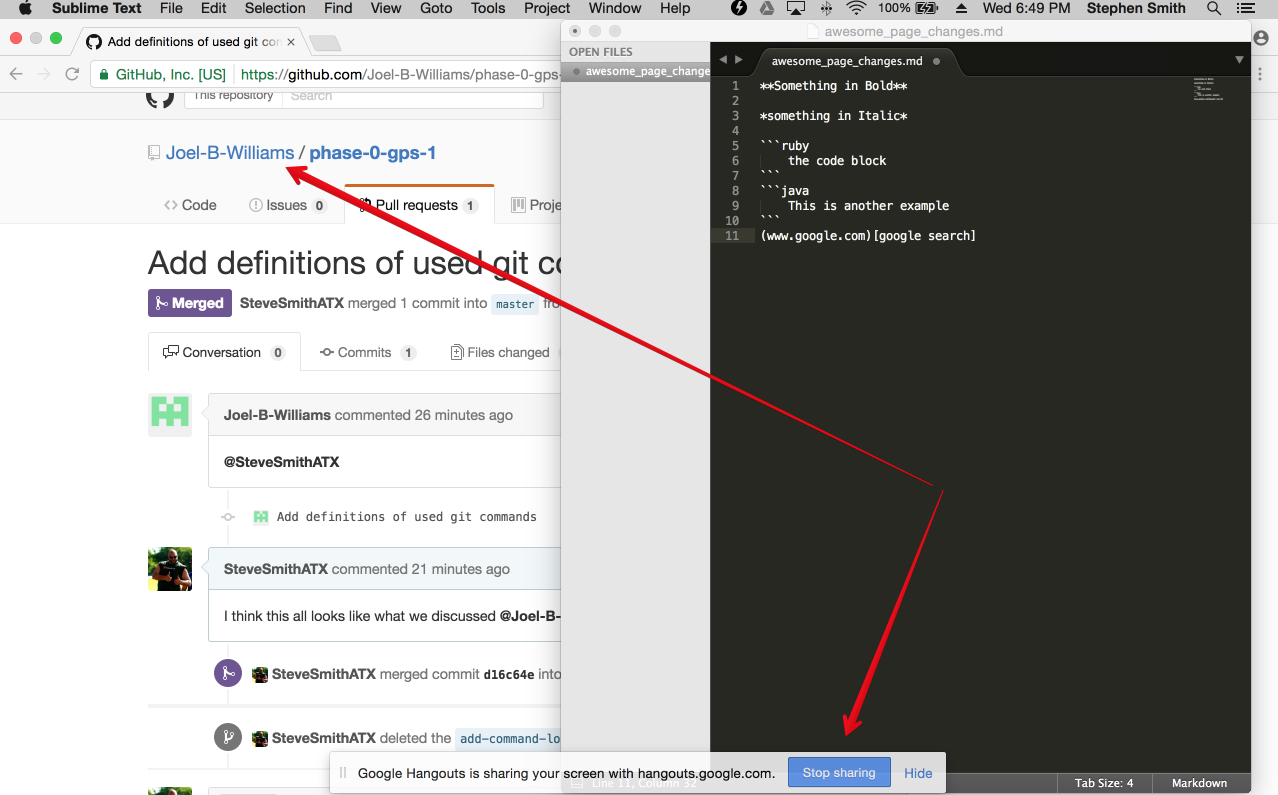 Sublime Text File Edit Selection Find View Goto Tools Project Window Help 100% Wed 6:49 PM Stephen Smith
Add definitions of used git con
GitHub, Inc. [US] https://github.com/Joel-B-Williams/phase-0-gps-
This repository Search
Joel-B-Williams / phase-0-gps-1
Code Issues 0 Pull requests 1 Proje
Add definitions of used git co
Merged SteveSmithATX merged 1 commit into master fro
Conversation 0 Commits 1 Files changed
Joel-B-Williams commented 26 minutes ago
@SteveSmithATX
Add definitions of used git commands
SteveSmithATX commented 21 minutes ago
I think this all looks like what we discussed @Joel-B-
SteveSmithATX merged commit d16c64e into
SteveSmithATX deleted the add-command-lo
awesome_page_changes.md
OPEN FILES
awesome_page_change
awesome_page_changes.md
1 **Something in Bold**
2
3 *something in Italic*
4
5 ```ruby
6 the code block
7 ```
8 ```java
9 This is another example
10 ```
11 (www.google.com)[google search]
Google Hangouts is sharing your screen with hangouts.google.com. Stop sharing Hide
Line 11, Column 32 Tab Size: 4 Markdown